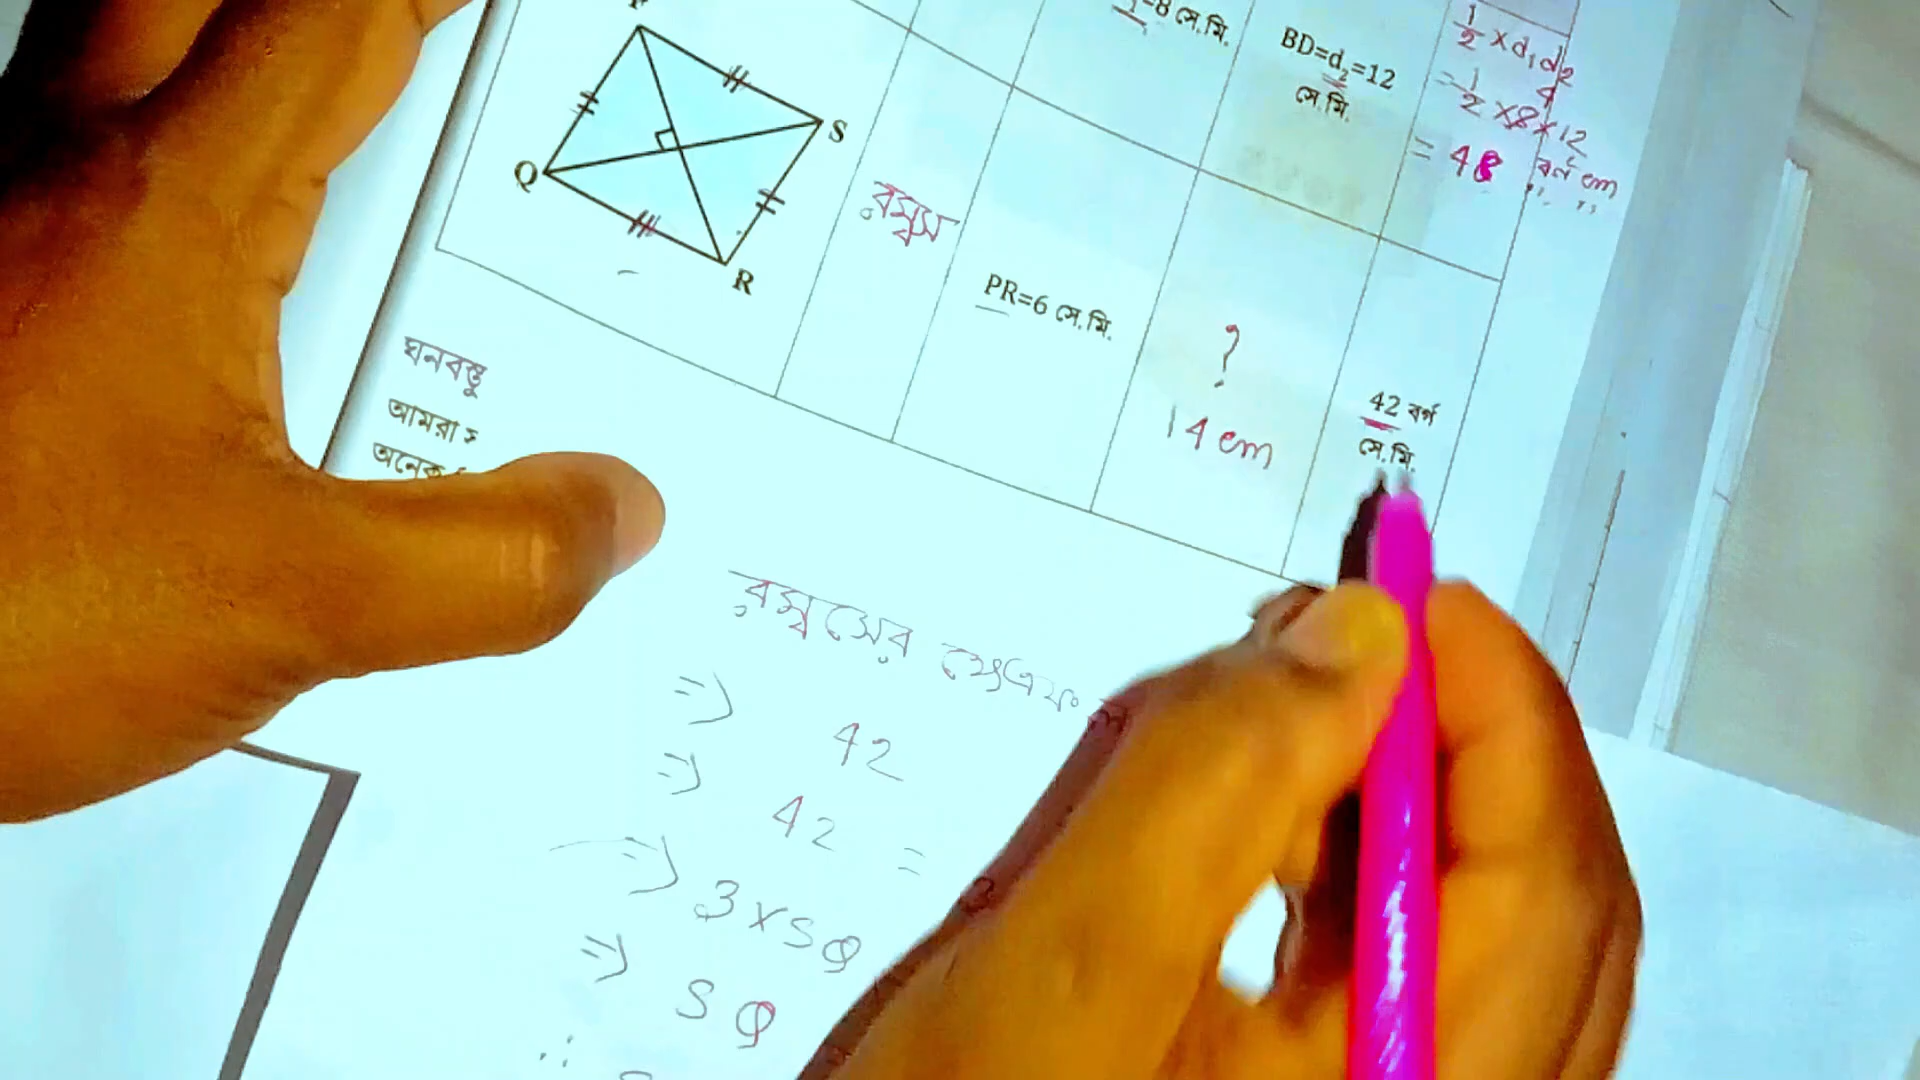 S
Q
R
রম্বস
=8 সে.মি.
BD=d₂=12
সে.মি.
1/2 × d₁d₂
= 1/2 × 8 × 12
4
= 48 বর্গ cm
PR=6 সে.মি.
?
14 cm
42 বর্গ
সে.মি.
ঘনবস্তু
আমরা
রম্বসের ক্ষেত্রফল
=> 42
=> 42 =
=> 3×SQ
=> SQ
∴